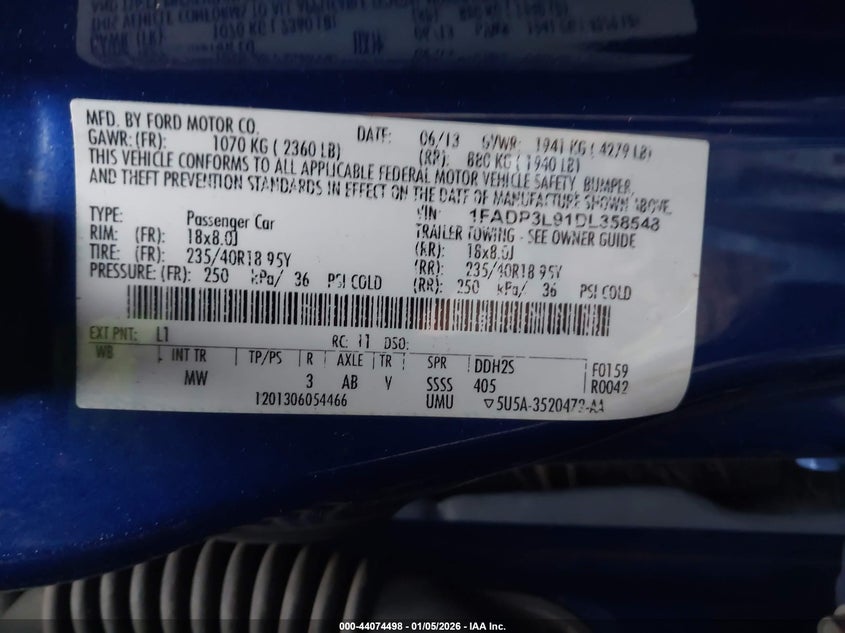 MFD. BY FORD MOTOR CO. DATE: 06/13 GVWR: 1941 KG ( 4279 LB)
GAWR: (FR): 1070 KG ( 2360 LB) (RR): 880 KG ( 1940 LB)
THIS VEHICLE CONFORMS TO ALL APPLICABLE FEDERAL MOTOR VEHICLE SAFETY, BUMPER,
AND THEFT PREVENTION STANDARDS IN EFFECT ON THE DATE OF MANUFACTURE SHOWN ABOVE.
VIN: 1FADP3L91DL358548
TYPE: Passenger Car TRAILER TOWING - SEE OWNER GUIDE
RIM: (FR): 18x8.0J (RR): 18x8.0J
TIRE: (FR): 235/40R18 95Y (RR): 235/40R18 95Y
PRESSURE: (FR): 250 kPa/ 36 PSI COLD (RR): 250 kPa/ 36 PSI COLD
EXT PNT: L1 RC: 11 DSO:
WB INT TR TP/PS R AXLE TR SPR DDH2S F0159
MW 3 AB V SSSS 405 R0042
1201306054466 UMU ▽5U5A-3520472-AA
000-44074498 - 01/05/2026 - IAA Inc.